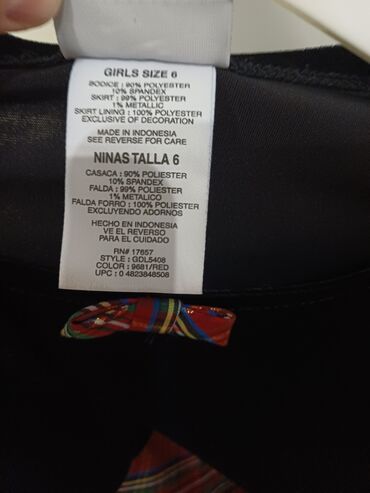 GIRLS SIZE 6
BODICE : 90% POLYESTER
10% SPANDEX
SKIRT : 99% POLYESTER
1% METALLIC
SKIRT LINING : 100% POLYESTER
EXCLUSIVE OF DECORATION
MADE IN INDONESIA
SEE REVERSE FOR CARE
NINAS TALLA 6
CASACA : 90% POLIESTER
10% SPANDEX
FALDA : 99% POLIESTER
1% METALICO
FALDA FORRO : 100% POLIESTER
EXCLUYENDO ADORNOS
HECHO EN INDONESIA
VE EL REVERSO
PARA EL CUIDADO
RN# 17657
STYLE : GDL5408
COLOR : 9681/RED
UPC : 0 4823848508